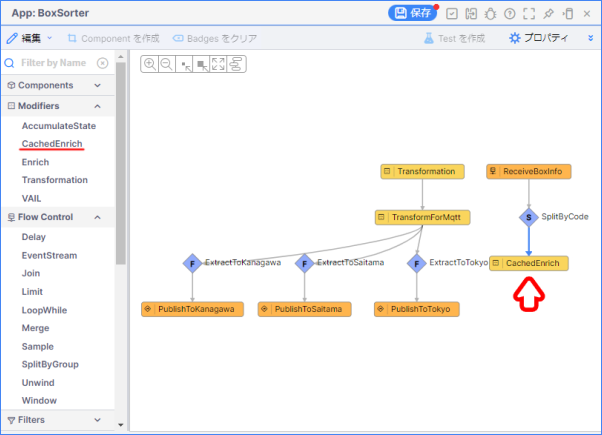 App: BoxSorter
保存
編集
Component を作成
Badges をクリア
Test を作成
プロパティ
Filter by Name
Components
Modifiers
AccumulateState
CachedEnrich
Enrich
Transformation
VAIL
Flow Control
Delay
EventStream
Join
Limit
LoopWhile
Merge
Sample
SplitByGroup
Unwind
Window
Filters
Transformation
ReceiveBoxInfo
TransformForMqtt
S
SplitByCode
F
ExtractToKanagawa
F
ExtractToSaitama
F
ExtractToTokyo
CachedEnrich
PublishToKanagawa
PublishToSaitama
PublishToTokyo